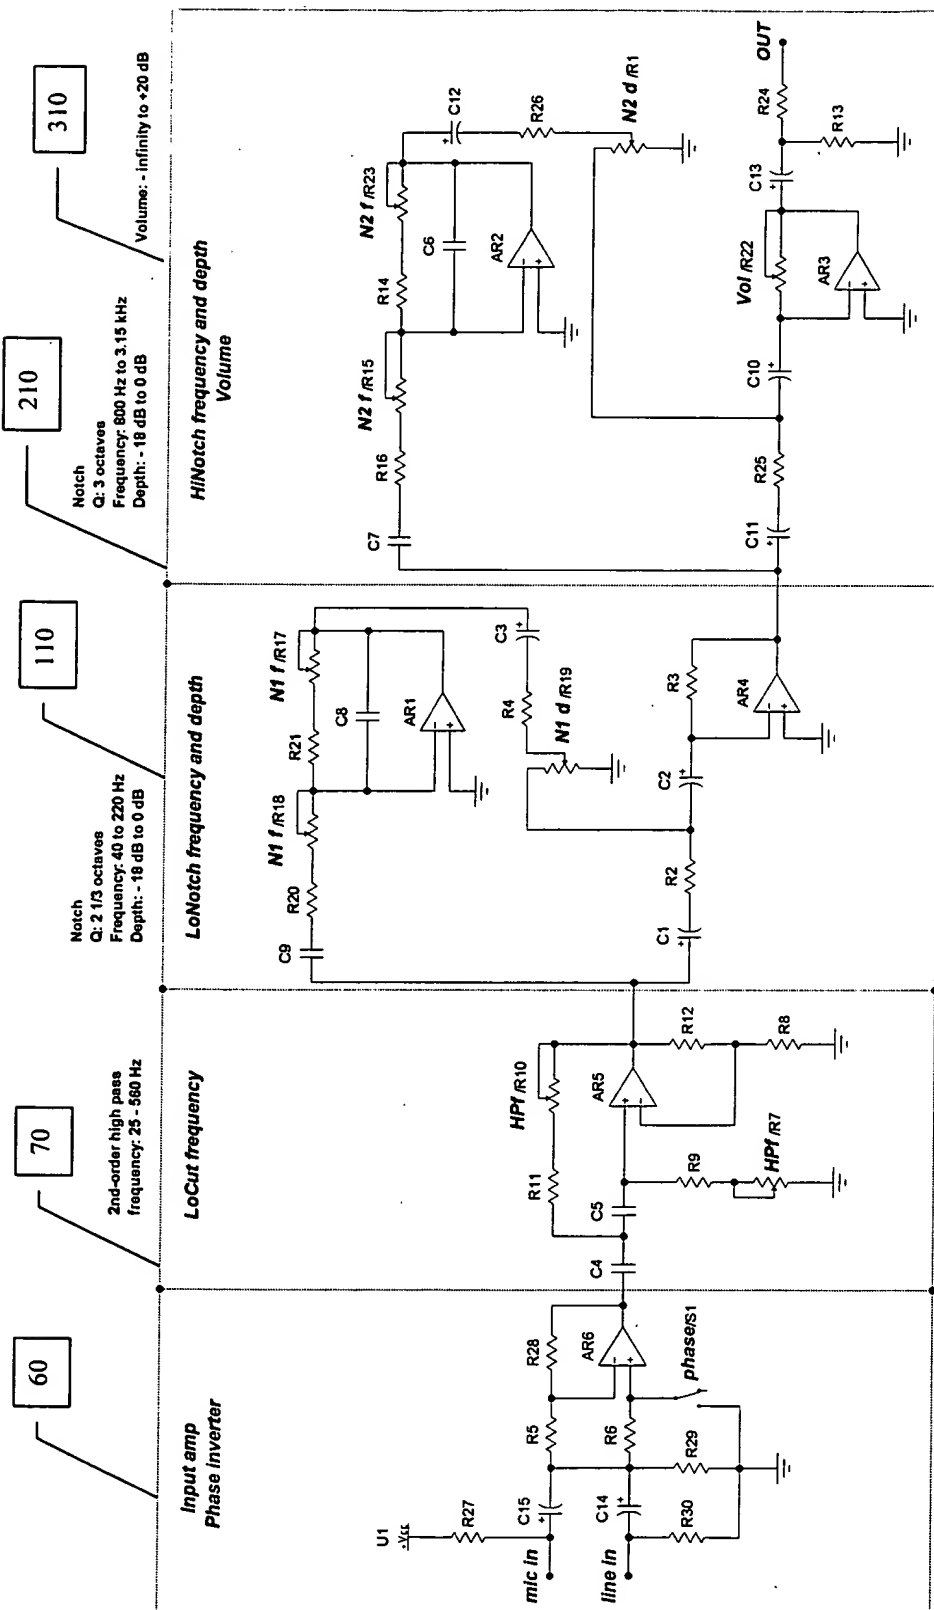 60
70
110
210
310
2nd-order high pass
frequency: 25 - 560 Hz
Notch
Q: 2 1/3 octaves
Frequency: 40 to 220 Hz
Depth: - 18 dB to 0 dB
Notch
Q: 3 octaves
Frequency: 800 Hz to 3.15 kHz
Depth: - 18 dB to 0 dB
Volume: - infinity to +20 dB
Input amp
Phase inverter
LoCut frequency
LoNotch frequency and depth
HiNotch frequency and depth
Volume
U1
+Vcc
R27
mic in
C15
R5
R28
AR6
line in
C14
R6
R30
R29
phase/S1
C4
C5
R11
HPf/R10
AR5
R9
HPf/R7
R12
R8
C9
R20
N1 f/R18
R21
N1 f/R17
C8
AR1
C3
R4
N1 d/R19
C1
R2
C2
R3
AR4
C7
R16
N2 f/R15
R14
N2 f/R23
C6
AR2
C12
R26
N2 d/R1
C11
R25
C10
Vol/R22
AR3
C13
R24
R13
OUT